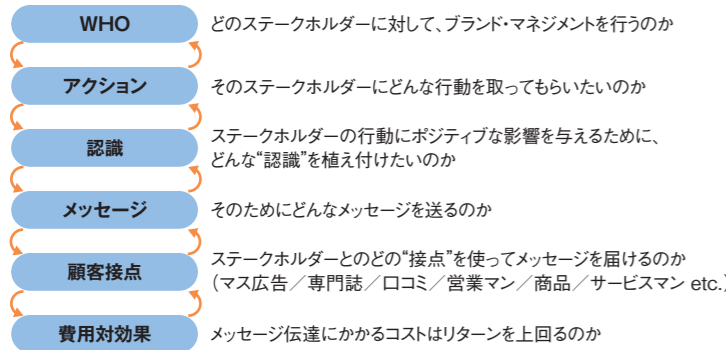 WHO
どのステークホルダーに対して、ブランド・マネジメントを行うのか
アクション
そのステークホルダーにどんな行動を取ってもらいたいのか
認識
ステークホルダーの行動にポジティブな影響を与えるために、
どんな“認識”を植え付けたいのか
メッセージ
そのためにどんなメッセージを送るのか
顧客接点
ステークホルダーとのどの“接点”を使ってメッセージを届けるのか
（マス広告／専門誌／口コミ／営業マン／商品／サービスマン etc.）
費用対効果
メッセージ伝達にかかるコストはリターンを上回るのか